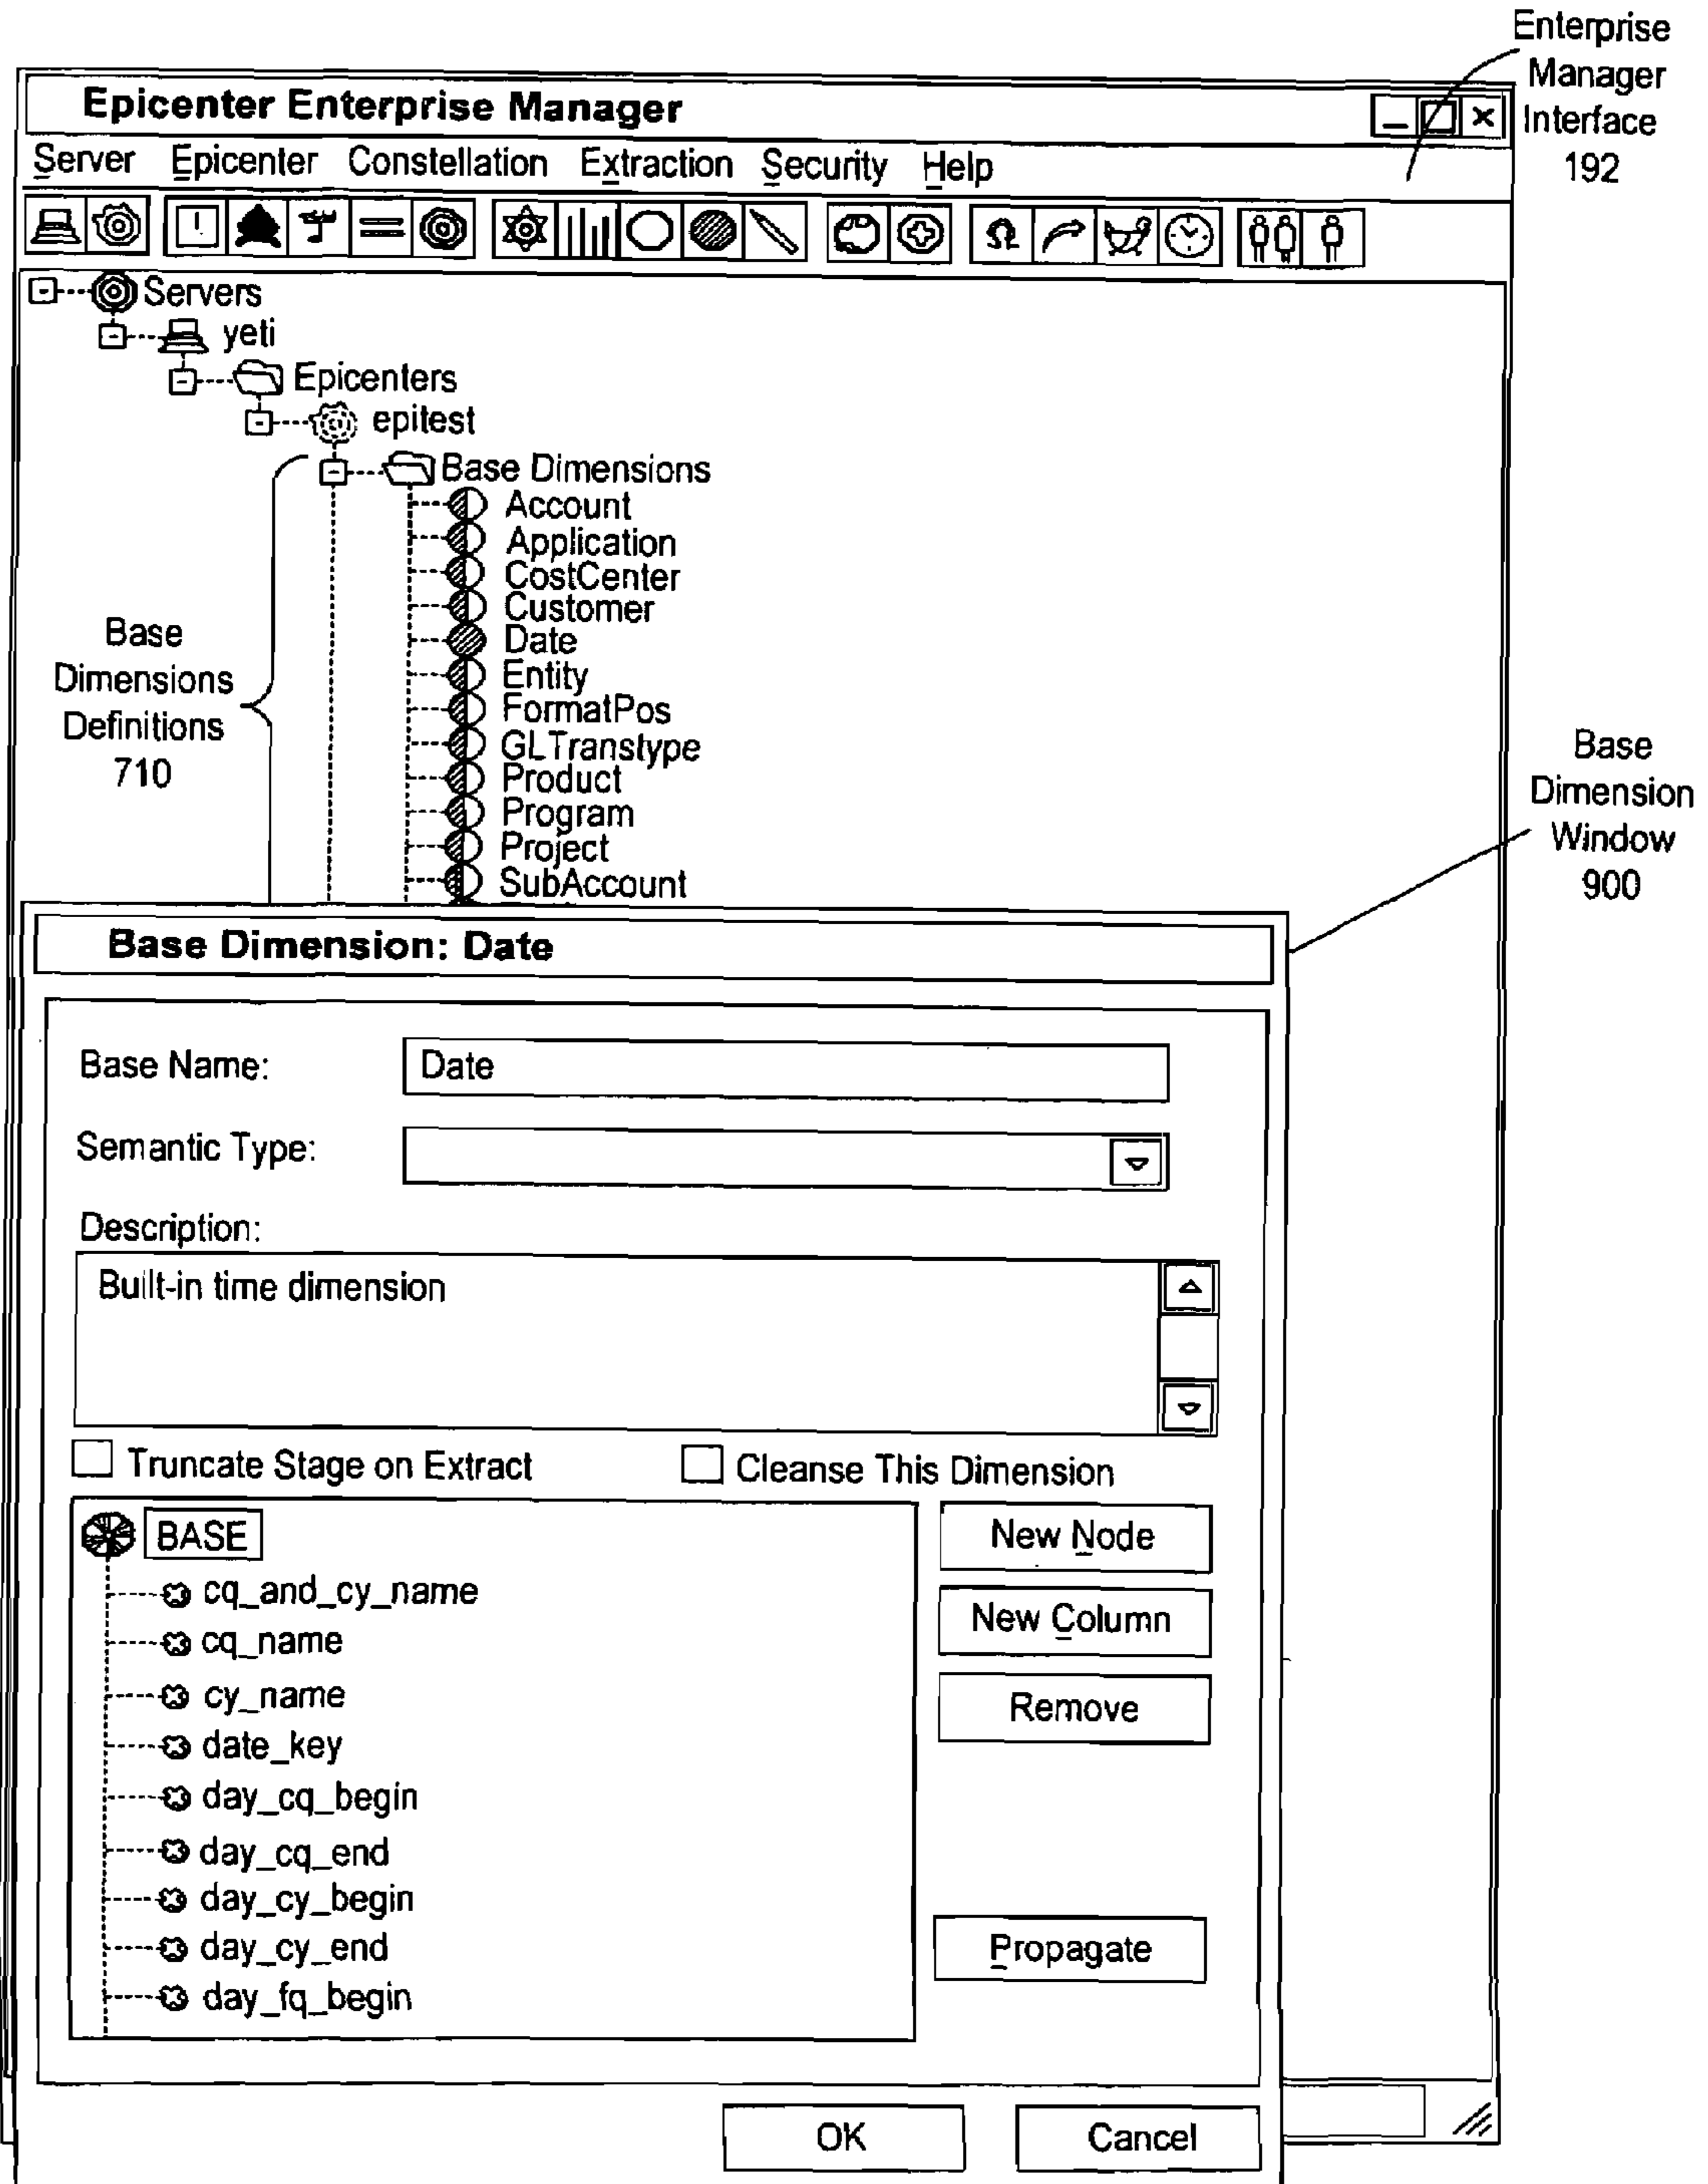 Enterprise
Manager
Interface
192
Epicenter Enterprise Manager
Server Epicenter Constellation Extraction Security Help
Servers
yeti
Epicenters
epitest
Base Dimensions
Account
Application
CostCenter
Customer
Date
Entity
FormatPos
GLTranstype
Product
Program
Project
SubAccount
Base
Dimensions
Definitions
710
Base
Dimension
Window
900
Base Dimension: Date
Base Name: Date
Semantic Type:
Description:
Built-in time dimension
Truncate Stage on Extract Cleanse This Dimension
BASE
cq_and_cy_name
cq_name
cy_name
date_key
day_cq_begin
day_cq_end
day_cy_begin
day_cy_end
day_fq_begin
New Node
New Column
Remove
Propagate
OK Cancel